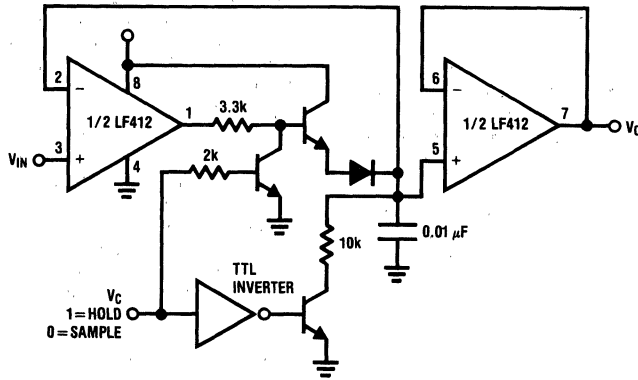 2
8
1/2 LF412
1
3.3k
VIN
3
4
2k
6
1/2 LF412
7
VO
5
10k
0.01 μF
TTL
INVERTER
VC
1=HOLD
0=SAMPLE